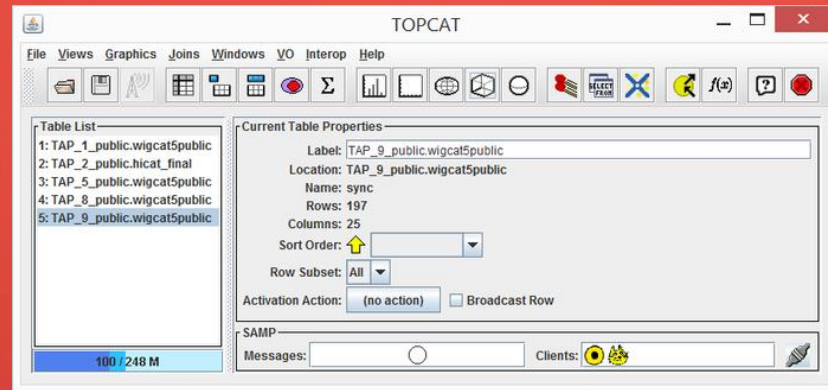 TOPCAT
File Views Graphics Joins Windows VO Interop Help
Σ SELECT FROM f(x) ?
Table List
1: TAP_1_public.wigcat5public
2: TAP_2_public.hicat_final
3: TAP_5_public.wigcat5public
4: TAP_8_public.wigcat5public
5: TAP_9_public.wigcat5public
100 / 248 M
Current Table Properties
Label: TAP_9_public.wigcat5public
Location: TAP_9_public.wigcat5public
Name: sync
Rows: 197
Columns: 25
Sort Order:
Row Subset: All
Activation Action: (no action) Broadcast Row
SAMP
Messages: Clients: